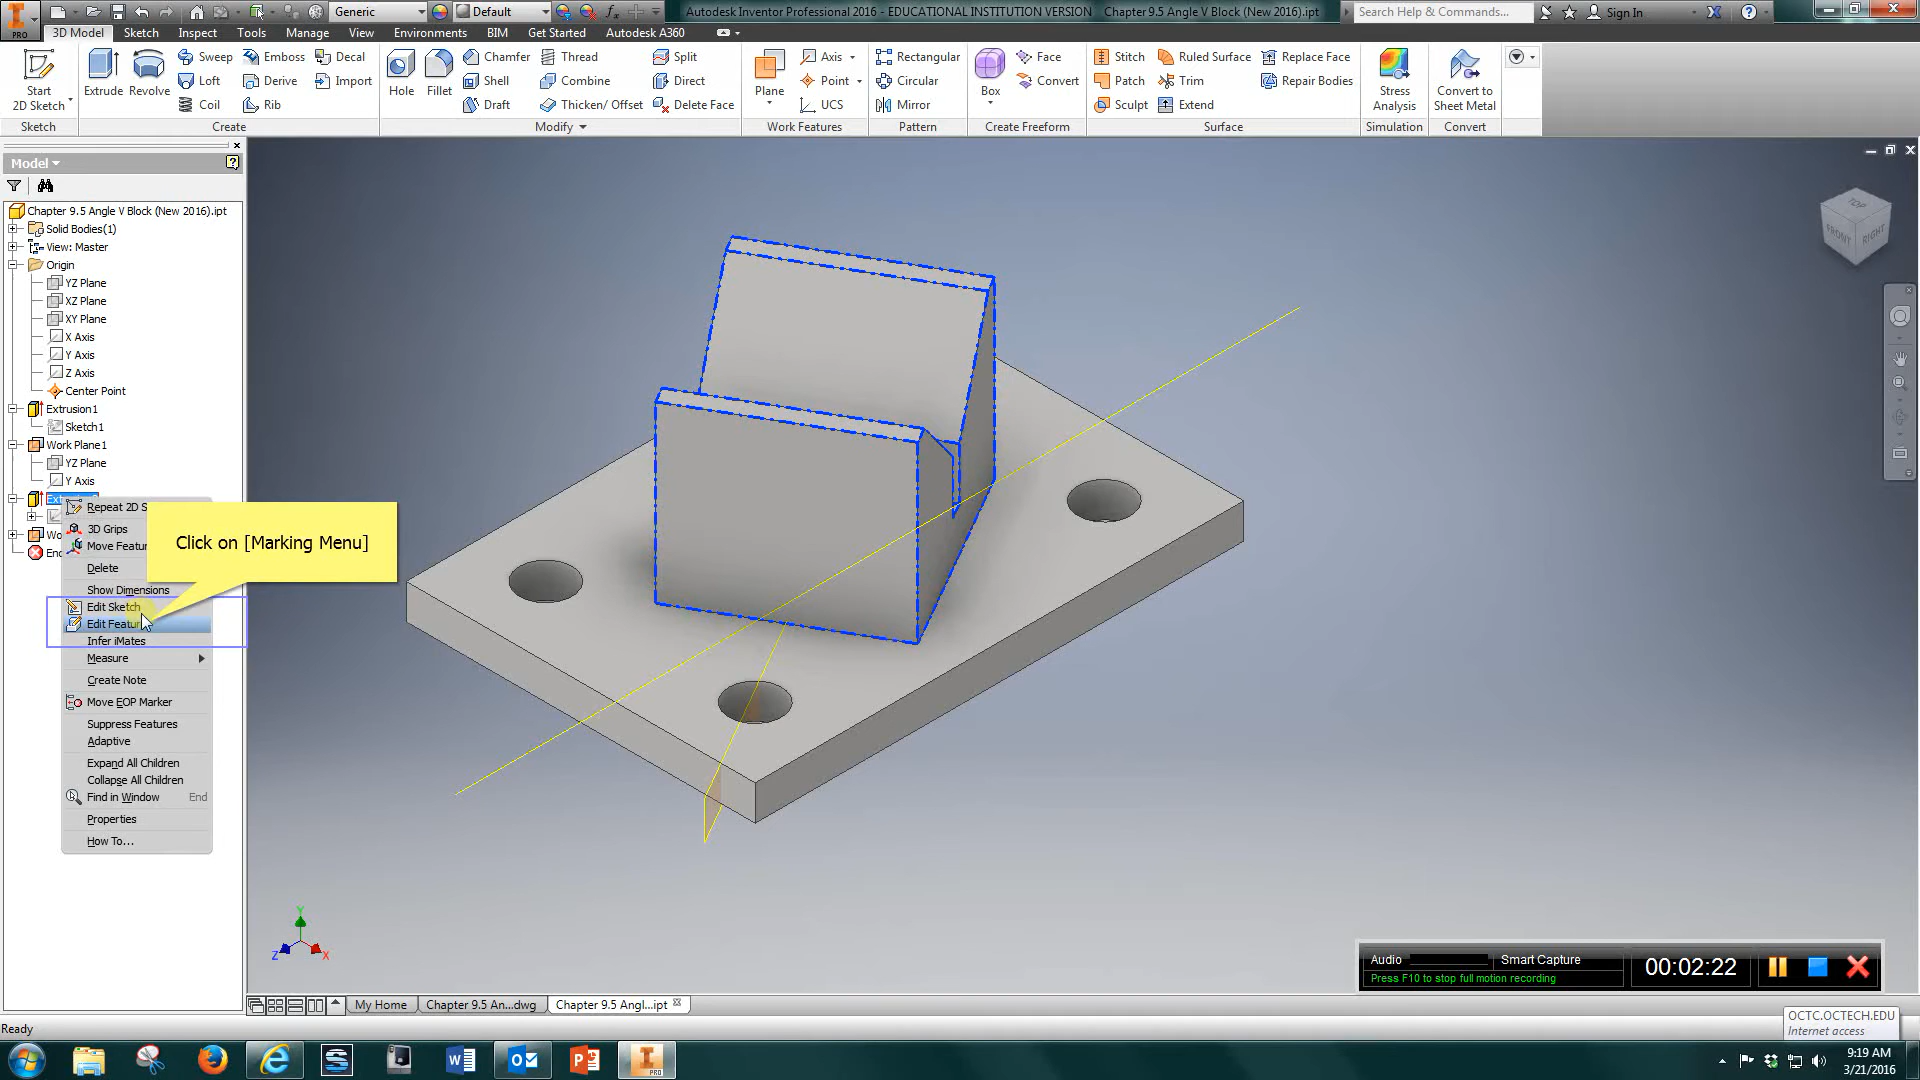 Generic
Default
Autodesk Inventor Professional 2016 - EDUCATIONAL INSTITUTION VERSION Chapter 9.5 Angle V Block (New 2016).ipt
Search Help & Commands...
Sign In
PRO
3D Model Sketch Inspect Tools Manage View Environments BIM Get Started Autodesk A360
Start
2D Sketch
Extrude
Revolve
Sweep
Loft
Coil
Emboss
Derive
Rib
Decal
Import
Hole
Fillet
Chamfer
Shell
Draft
Thread
Combine
Thicken/ Offset
Split
Direct
Delete Face
Plane
Axis
Point
UCS
Rectangular
Circular
Mirror
Box
Face
Convert
Stitch
Patch
Sculpt
Ruled Surface
Trim
Extend
Replace Face
Repair Bodies
Stress
Analysis
Convert to
Sheet Metal
Sketch Create Modify Work Features Pattern Create Freeform Surface Simulation Convert
Model
Chapter 9.5 Angle V Block (New 2016).ipt
Solid Bodies(1)
View: Master
Origin
YZ Plane
XZ Plane
XY Plane
X Axis
Y Axis
Z Axis
Center Point
Extrusion1
Sketch1
Work Plane1
YZ Plane
Y Axis
Repeat 2D S
3D Grips
Move Featur
Delete
Show Dimensions
Edit Sketch
Edit Featur
Infer iMates
Measure
Create Note
Move EOP Marker
Suppress Features
Adaptive
Expand All Children
Collapse All Children
Find in Window End
Properties
How To...
Click on [Marking Menu]
TOP
FRONT
RIGHT
Y
Z
X
Audio
Smart Capture
Press F10 to stop full motion recording
00:02:22
My Home
Chapter 9.5 An...dwg
Chapter 9.5 Angl...ipt
Ready
OCTC.OCTECH.EDU
Internet access
9:19 AM
3/21/2016